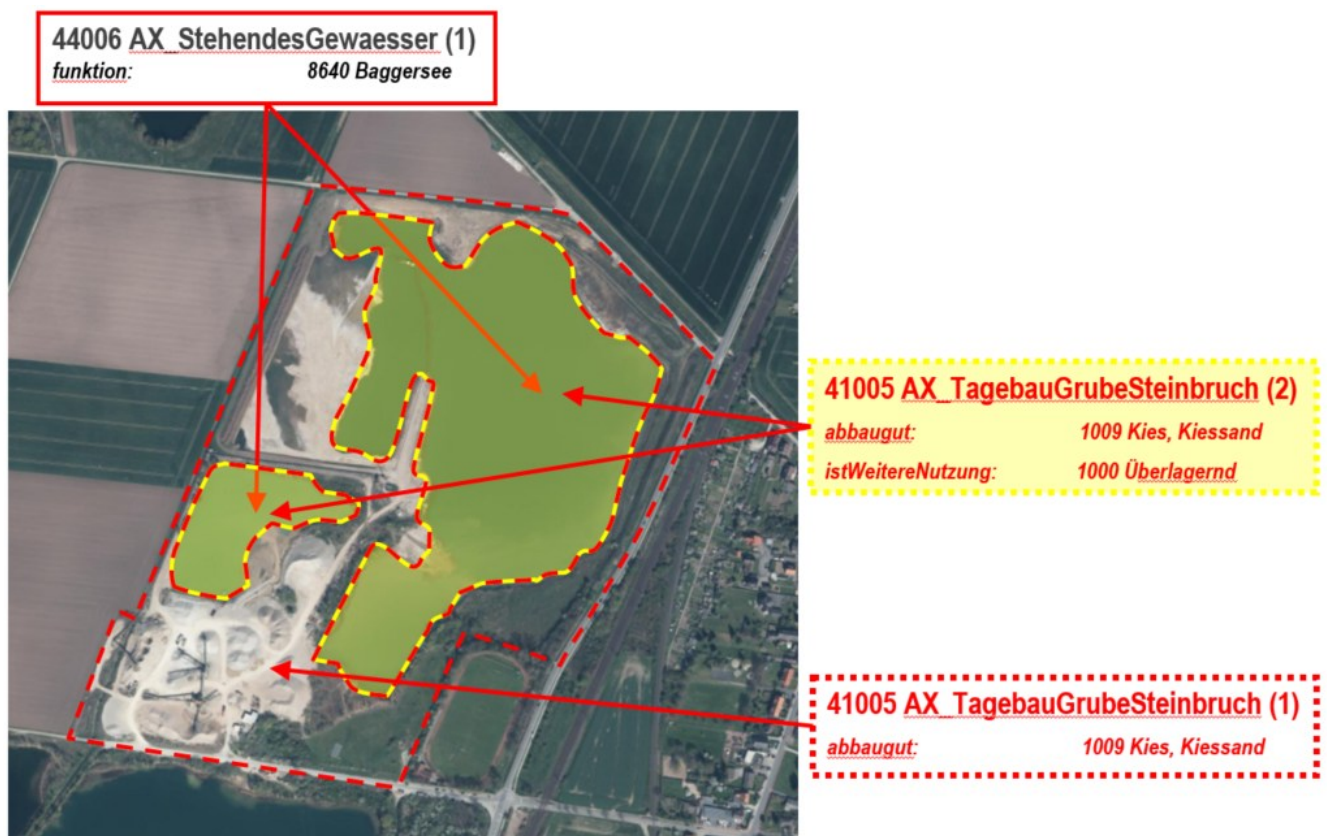 44006 AX_StehendesGewaesser (1)
funktion: 8640 Baggersee
41005 AX_TagebauGrubeSteinbruch (2)
abbaugut: 1009 Kies, Kiessand
istWeitereNutzung: 1000 Überlagernd
41005 AX_TagebauGrubeSteinbruch (1)
abbaugut: 1009 Kies, Kiessand